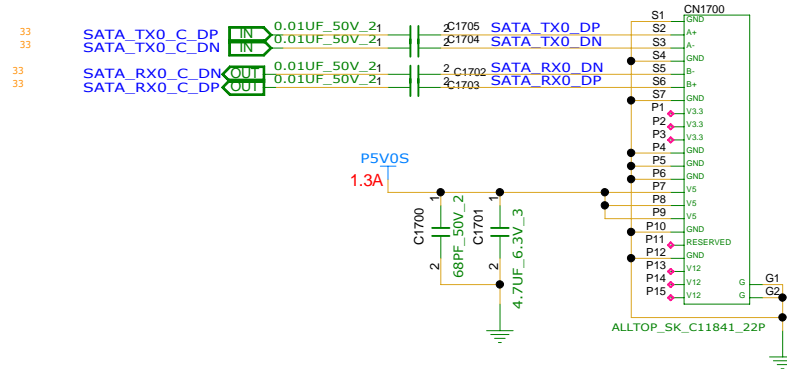 CN1700
33 SATA_TX0_C_DP IN 0.01UF_50V_2 1 2 C1705 SATA_TX0_DP S1 GND
33 SATA_TX0_C_DN IN 0.01UF_50V_2 1 2 C1704 SATA_TX0_DN S2 A+
S3 A-
S4 GND
33 SATA_RX0_C_DN OUT 0.01UF_50V_2 1 2 C1702 SATA_RX0_DN S5 B-
33 SATA_RX0_C_DP OUT 0.01UF_50V_2 1 2 C1703 SATA_RX0_DP S6 B+
S7 GND
P1 V3.3
P2 V3.3
P3 V3.3
P4 GND
P5 GND
P6 GND
P7 V5
P8 V5
P9 V5
P10 GND
P11 RESERVED
P12 GND
P13 V12
P14 V12 G G1
P15 V12 G G2
P5V0S
1.3A
C1700 1 2 68PF_50V_2
C1701 1 2 4.7UF_6.3V_3
ALLTOP_SK_C11841_22P